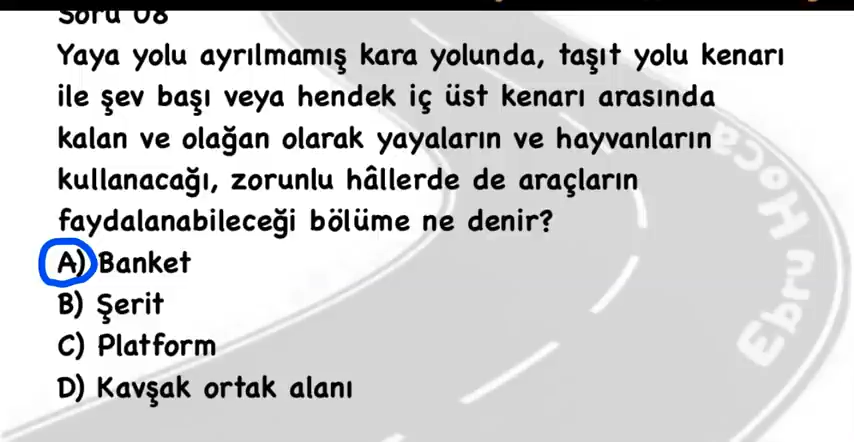 Soru 08
Yaya yolu ayrılmamış kara yolunda, taşıt yolu kenarı
ile şev başı veya hendek iç üst kenarı arasında
kalan ve olağan olarak yayaların ve hayvanların
kullanacağı, zorunlu hâllerde de araçların
faydalanabileceği bölüme ne denir?
A) Banket
B) Şerit
C) Platform
D) Kavşak ortak alanı
Ebru Hoca